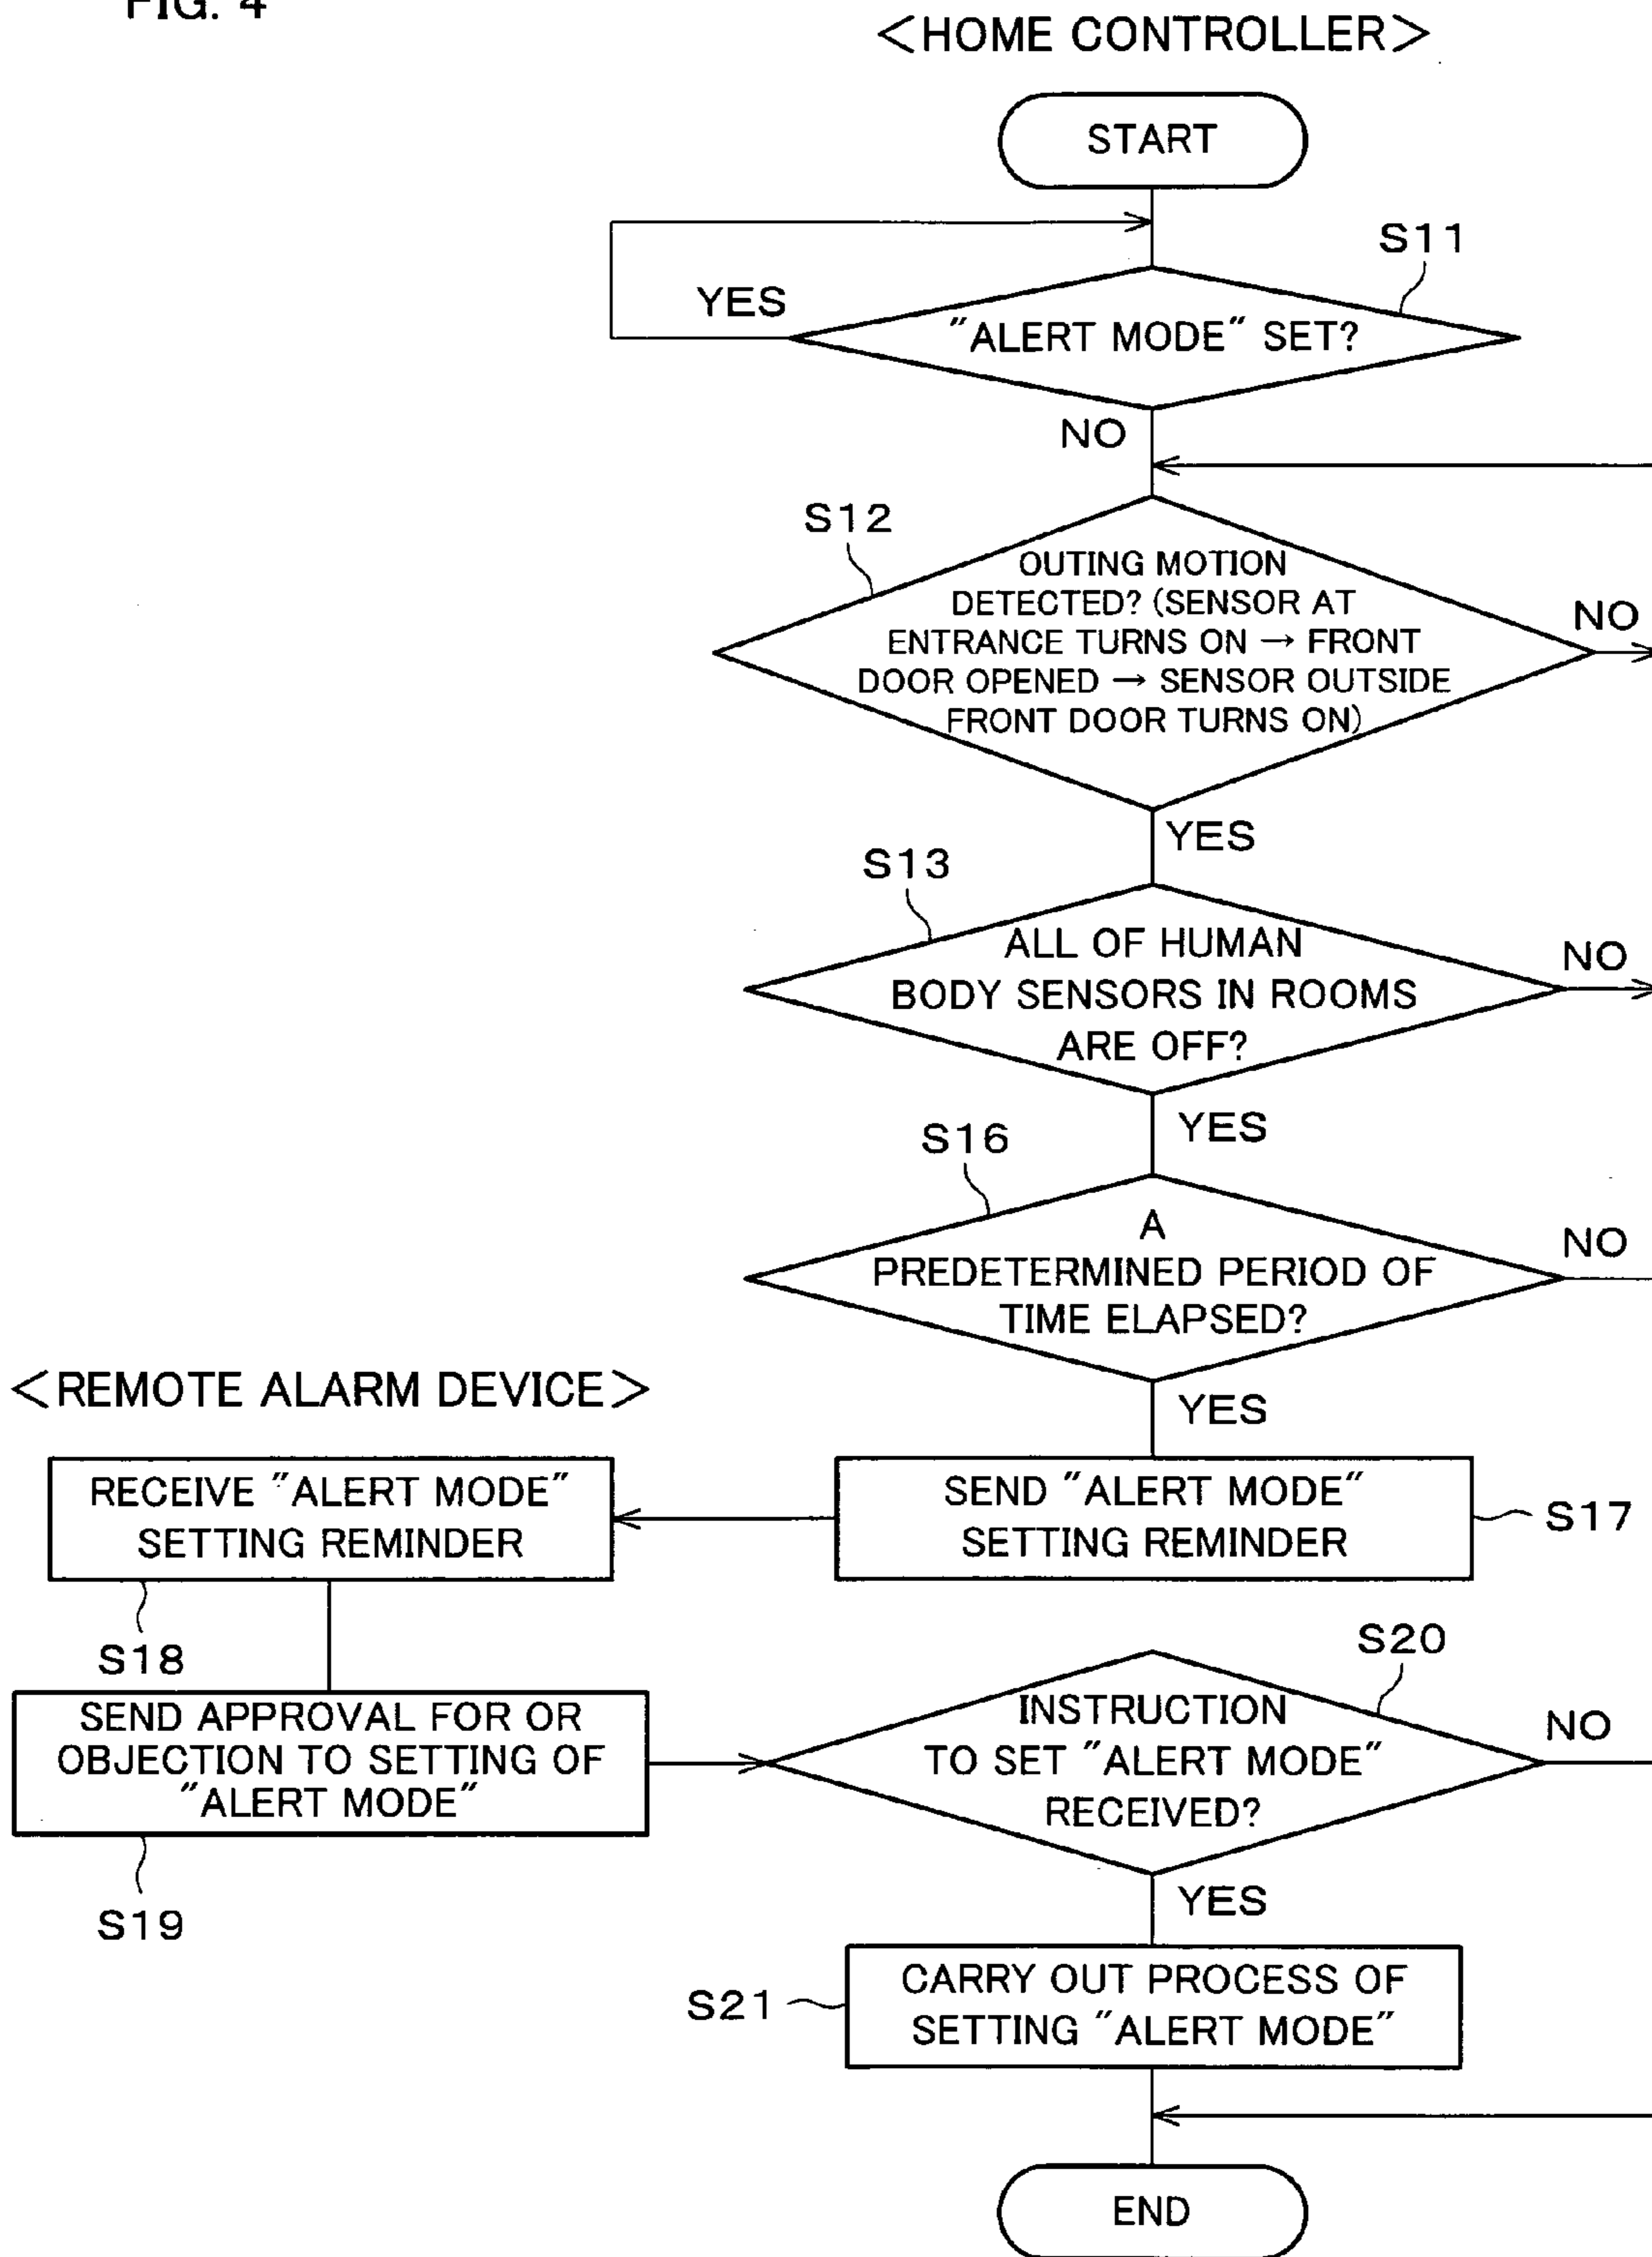 FIG. 4
<HOME CONTROLLER>
START
S11
YES
"ALERT MODE" SET?
NO
S12
OUTING MOTION
DETECTED? (SENSOR AT
ENTRANCE TURNS ON → FRONT
DOOR OPENED → SENSOR OUTSIDE
FRONT DOOR TURNS ON)
NO
YES
S13
ALL OF HUMAN
BODY SENSORS IN ROOMS
ARE OFF?
NO
YES
S16
A
PREDETERMINED PERIOD OF
TIME ELAPSED?
NO
YES
<REMOTE ALARM DEVICE>
RECEIVE "ALERT MODE"
SETTING REMINDER
S18
SEND "ALERT MODE"
SETTING REMINDER
S17
SEND APPROVAL FOR OR
OBJECTION TO SETTING OF
"ALERT MODE"
S19
S20
INSTRUCTION
TO SET "ALERT MODE"
RECEIVED?
NO
YES
S21
CARRY OUT PROCESS OF
SETTING "ALERT MODE"
END